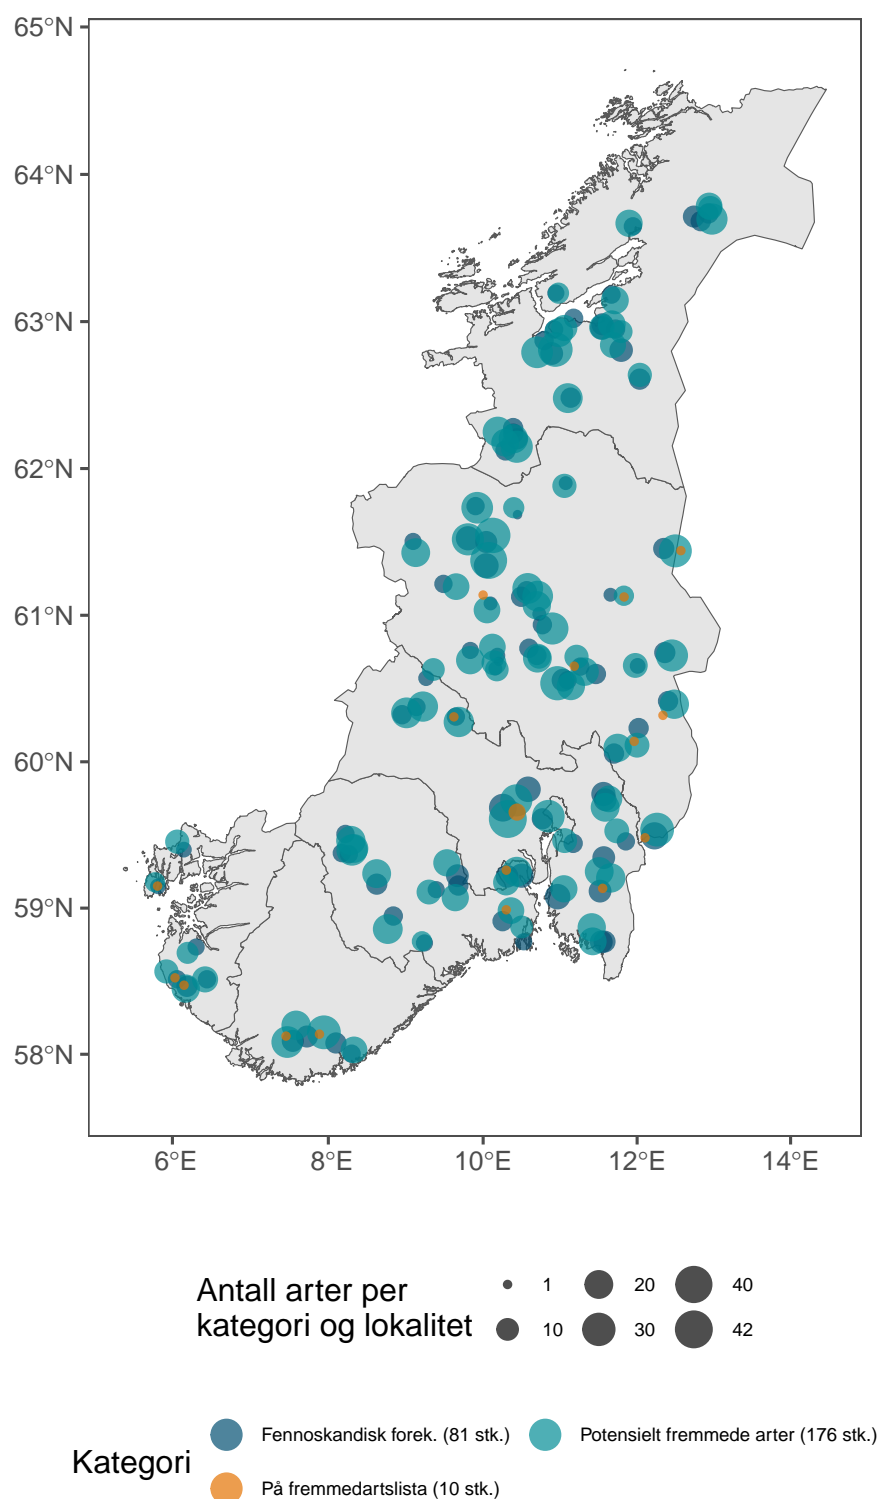 65°N
64°N
63°N
62°N
61°N
60°N
59°N
58°N
6°E 8°E 10°E 12°E 14°E
Antall arter per
kategori og lokalitet
1 20 40
10 30 42
Kategori
Fennoskandisk forek. (81 stk.) Potensielt fremmede arter (176 stk.)
På fremmedartslista (10 stk.)